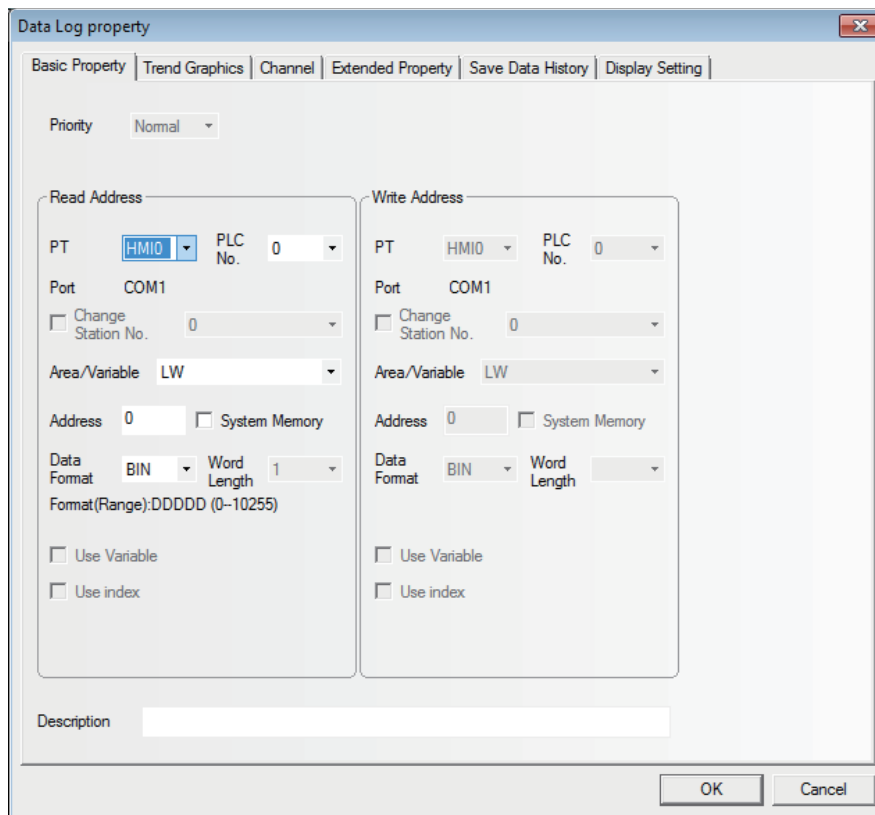 Data Log property
Basic Property Trend Graphics Channel Extended Property Save Data History Display Setting
Priority Normal
Read Address
PT HMI0 PLC No. 0
Port COM1
Change Station No. 0
Area/Variable LW
Address 0 System Memory
Data Format BIN Word Length 1
Format(Range):DDDDD (0--10255)
Use Variable
Use index
Write Address
PT HMI0 PLC No. 0
Port COM1
Change Station No. 0
Area/Variable LW
Address 0 System Memory
Data Format BIN Word Length
Use Variable
Use index
Description
OK Cancel